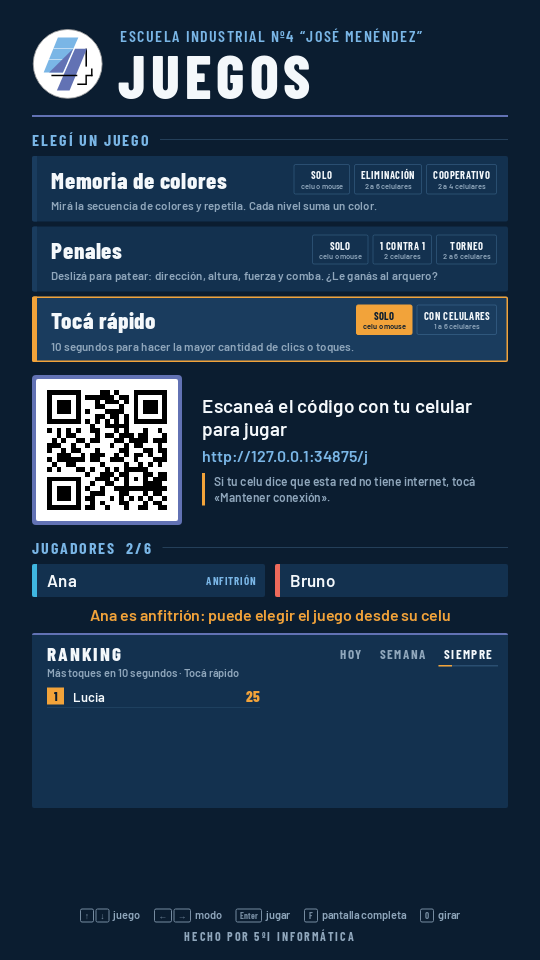 ESCUELA INDUSTRIAL Nº4 “JOSÉ MENÉNDEZ”
JUEGOS
ELEGÍ UN JUEGO
Memoria de colores
SOLO
celu o mouse
ELIMINACIÓN
2 a 6 celulares
COOPERATIVO
2 a 4 celulares
Mirá la secuencia de colores y repetila. Cada nivel suma un color.
Penales
SOLO
celu o mouse
1 CONTRA 1
2 celulares
TORNEO
2 a 6 celulares
Deslizá para patear: dirección, altura, fuerza y comba. ¿Le ganás al arquero?
Tocá rápido
SOLO
celu o mouse
CON CELULARES
1 a 6 celulares
10 segundos para hacer la mayor cantidad de clics o toques.
Escaneá el código con tu celular
para jugar
http://127.0.0.1:34875/j
Si tu celu dice que esta red no tiene internet, tocá
«Mantener conexión».
JUGADORES 2/6
Ana ANFITRIÓN
Bruno
Ana es anfitrión: puede elegir el juego desde su celu
RANKING
HOY SEMANA SIEMPRE
Más toques en 10 segundos · Tocá rápido
1 Lucia 25
↑ ↓ juego ← → modo Enter jugar F pantalla completa O girar
HECHO POR 5º1 INFORMÁTICA